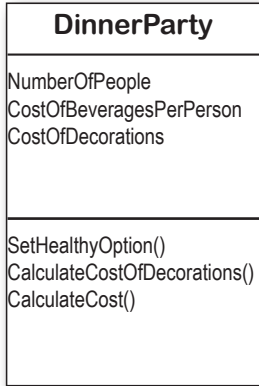 DinnerParty
NumberOfPeople
CostOfBeveragesPerPerson
CostOfDecorations
SetHealthyOption()
CalculateCostOfDecorations()
CalculateCost()